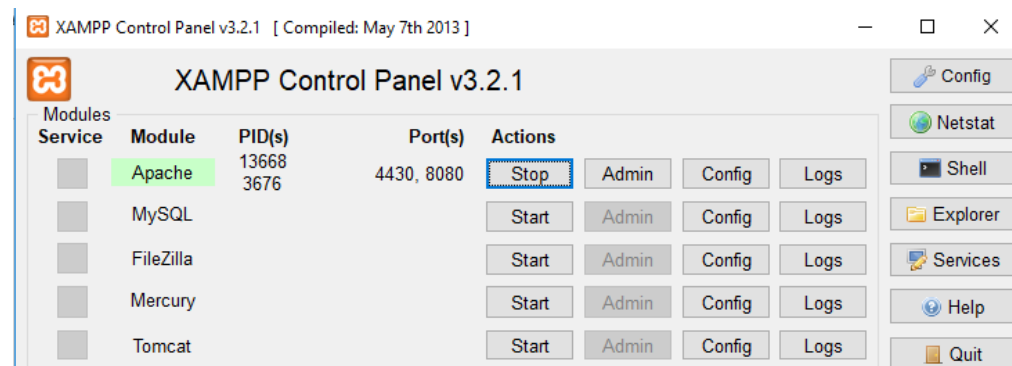 XAMPP Control Panel v3.2.1 [ Compiled: May 7th 2013 ]
XAMPP Control Panel v3.2.1
Config
Modules
Netstat
Service Module PID(s) Port(s) Actions
Apache 13668 3676 4430, 8080 Stop Admin Config Logs
Shell
MySQL Start Admin Config Logs
Explorer
FileZilla Start Admin Config Logs
Services
Mercury Start Admin Config Logs
Help
Tomcat Start Admin Config Logs
Quit